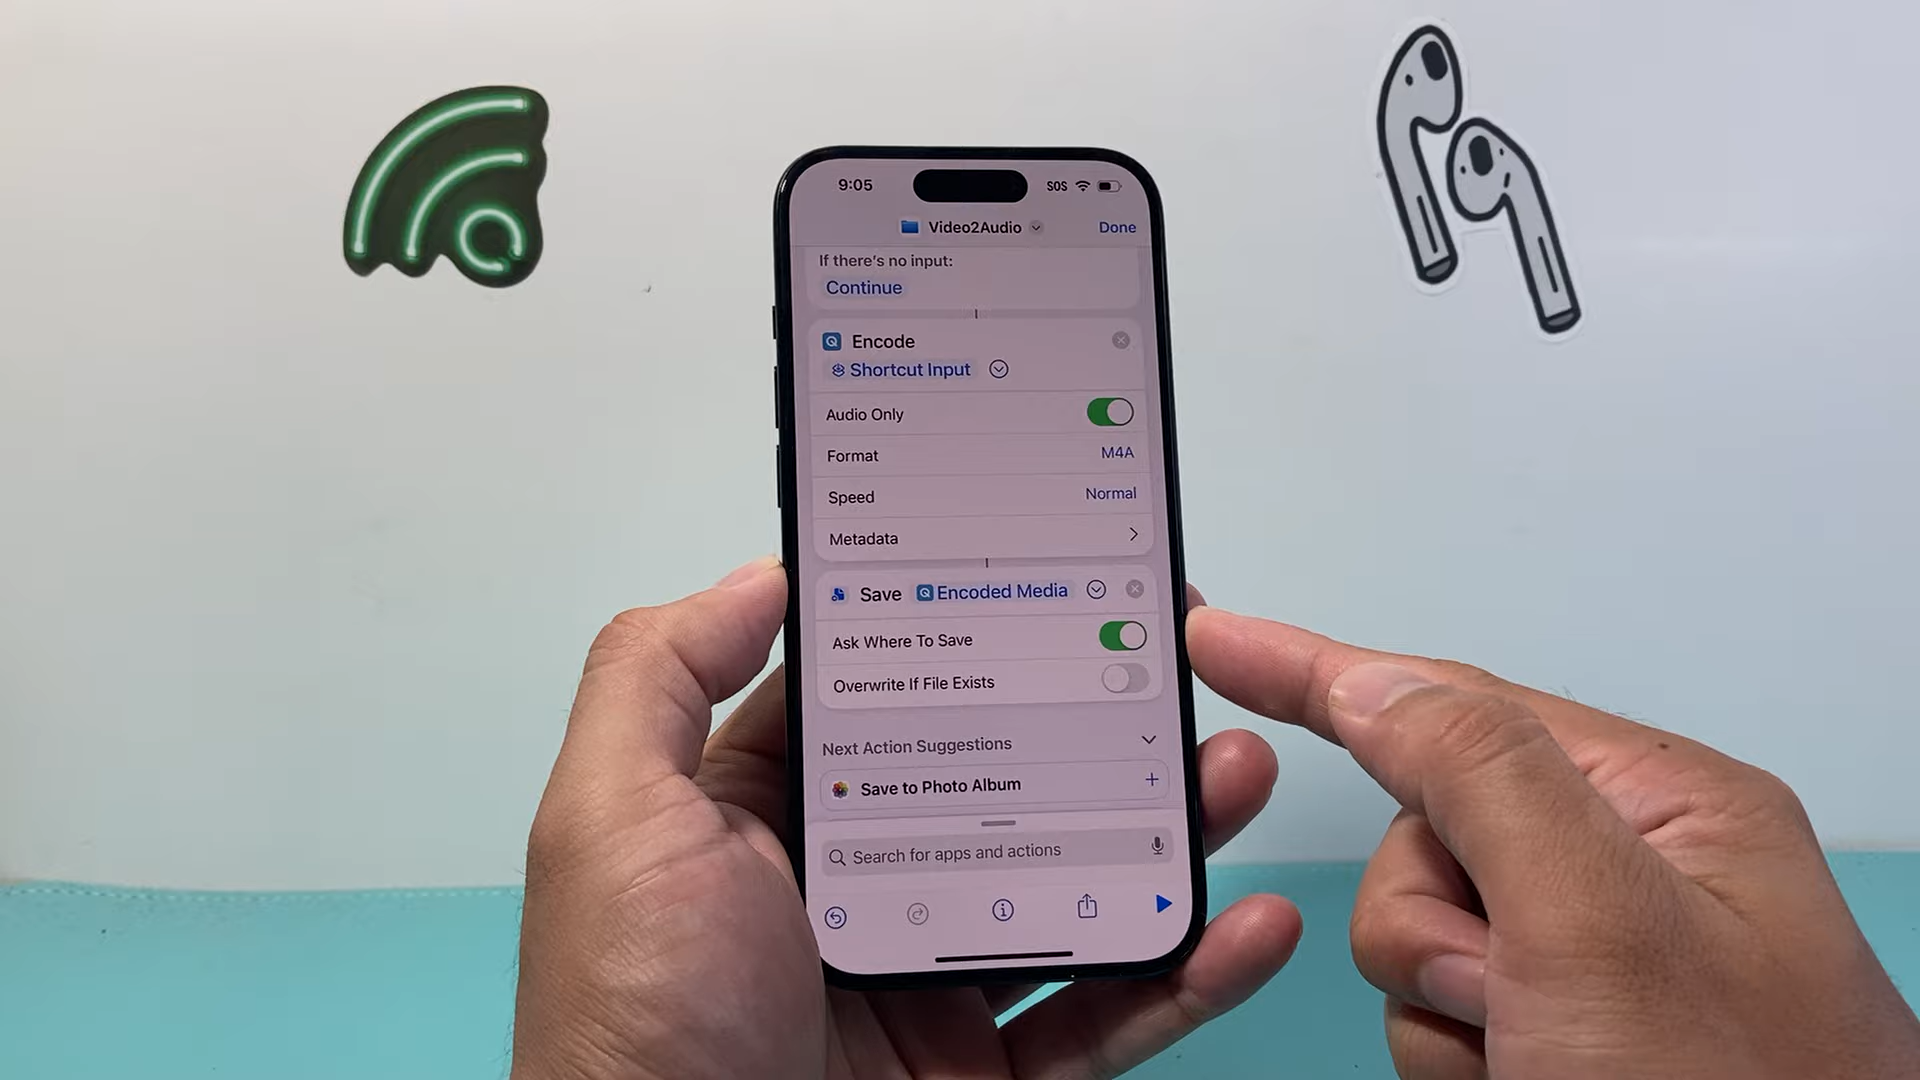 9:05 SOS
Video2Audio Done
If there's no input:
Continue
Encode
Shortcut Input
Audio Only
Format M4A
Speed Normal
Metadata
Save Encoded Media
Ask Where To Save
Overwrite If File Exists
Next Action Suggestions
Save to Photo Album
Search for apps and actions